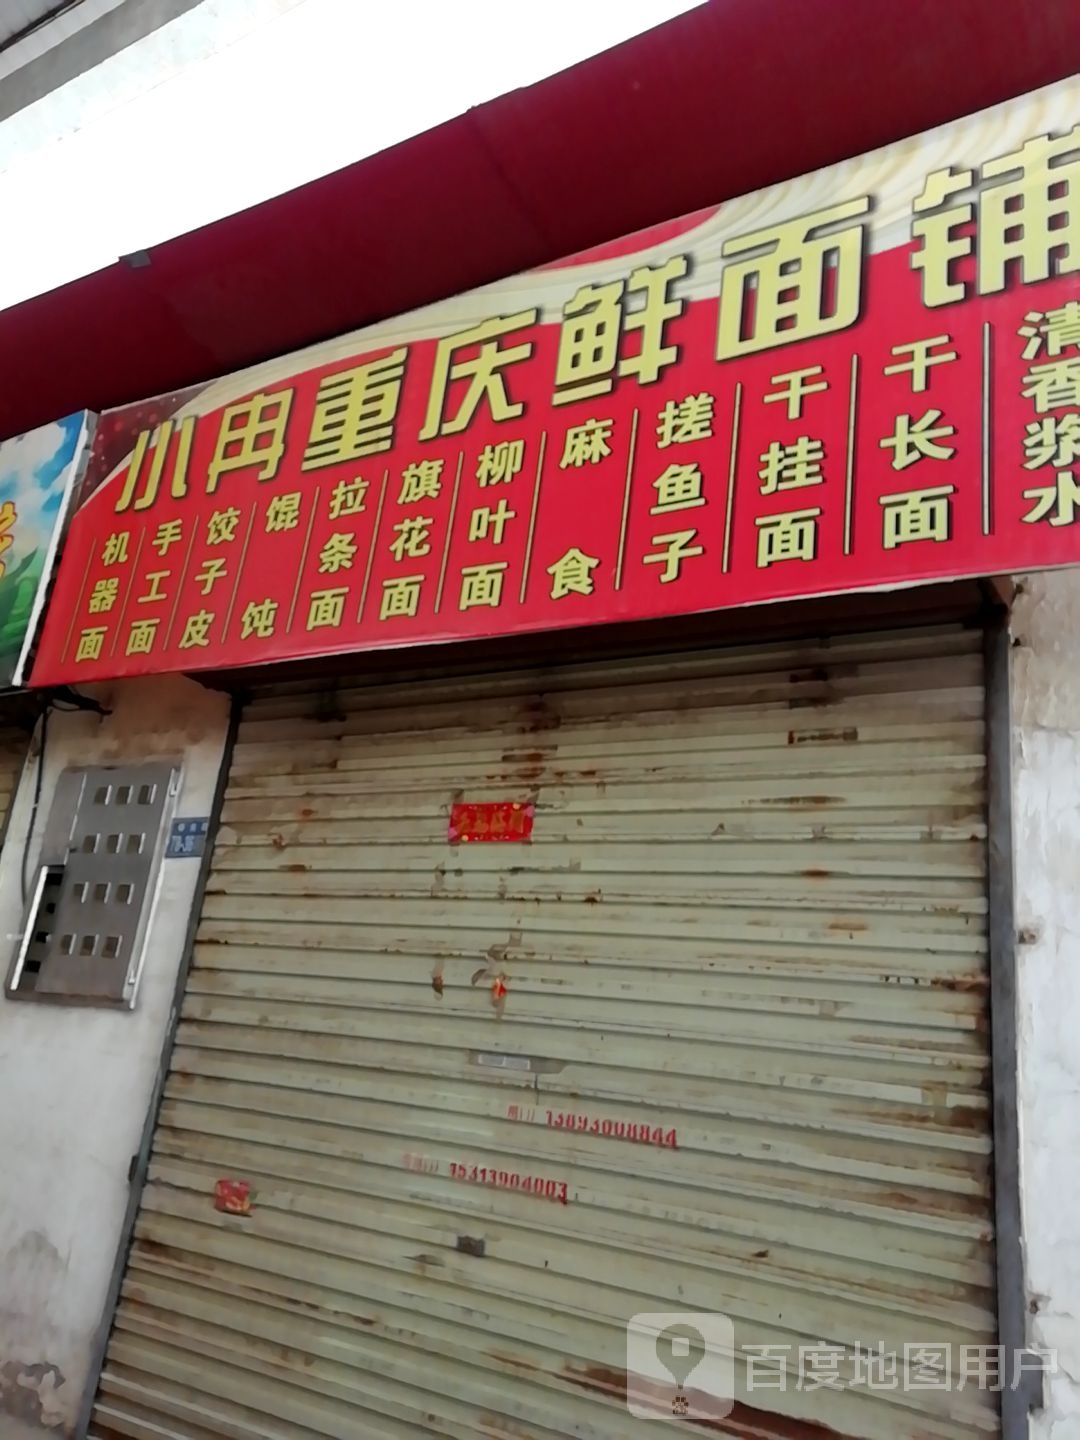 小冉重庆鲜面铺
机器面
手工面
饺子皮
馄饨
拉条面
旗花面
柳叶面
麻食
搓鱼子
干挂面
干长面
清香浆水
13893008844
15313904003
百度地图用户